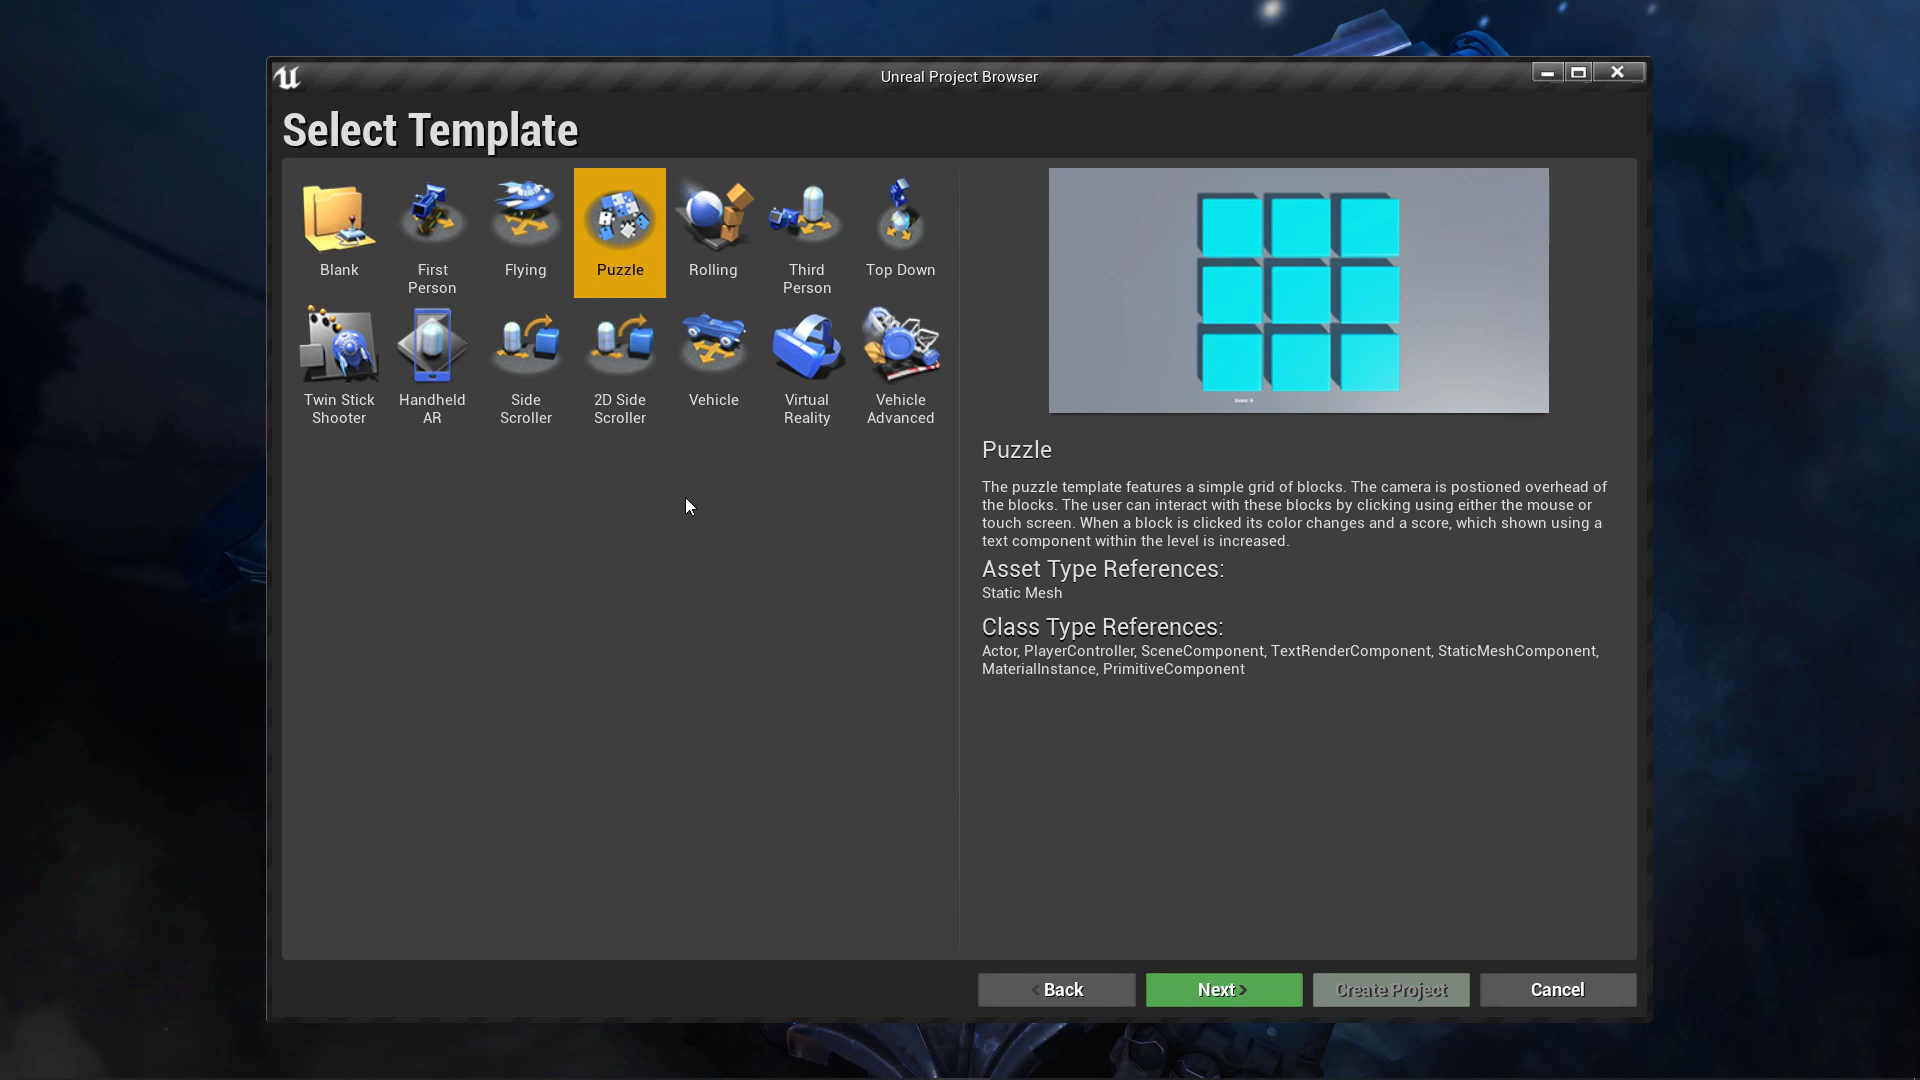 Unreal Project Browser
Select Template
Blank
First
Person
Flying
Puzzle
Rolling
Third
Person
Top Down
Twin Stick
Shooter
Handheld
AR
Side
Scroller
2D Side
Scroller
Vehicle
Virtual
Reality
Vehicle
Advanced
Puzzle
The puzzle template features a simple grid of blocks. The camera is postioned overhead of
the blocks. The user can interact with these blocks by clicking using either the mouse or
touch screen. When a block is clicked its color changes and a score, which shown using a
text component within the level is increased.
Asset Type References:
Static Mesh
Class Type References:
Actor, PlayerController, SceneComponent, TextRenderComponent, StaticMeshComponent,
MaterialInstance, PrimitiveComponent
Back
Next
Create Project
Cancel